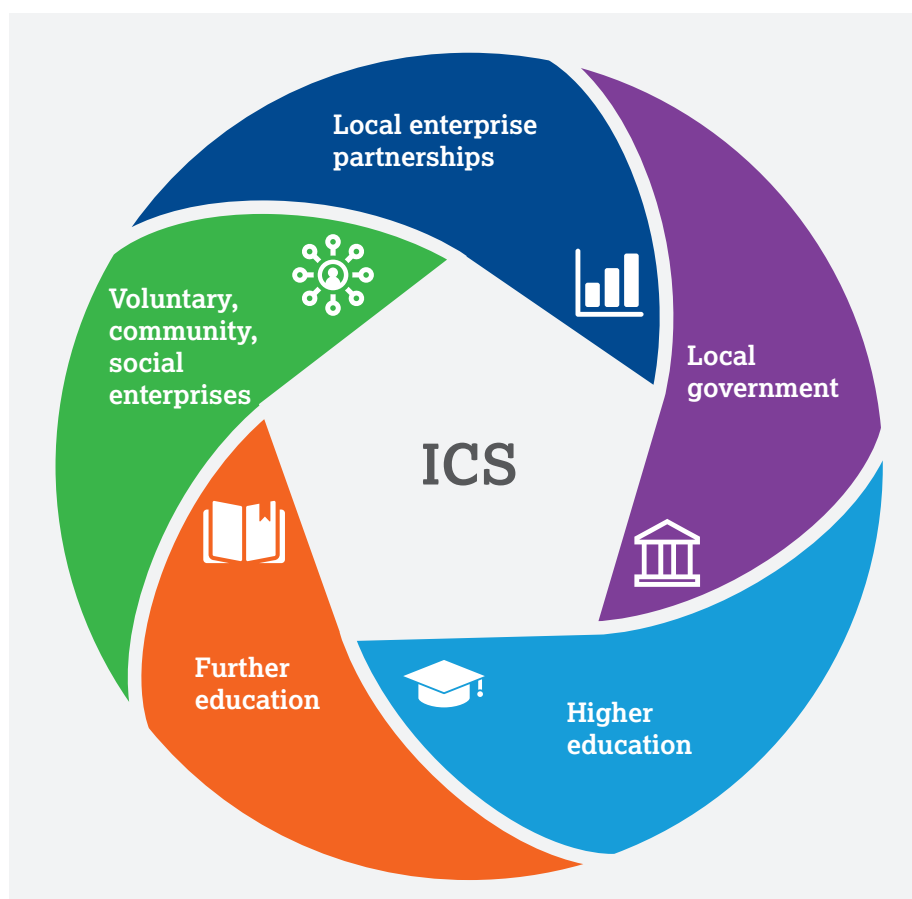 Local enterprise
partnerships
Voluntary,
community,
social
enterprises
Local
government
ICS
Further
education
Higher
education